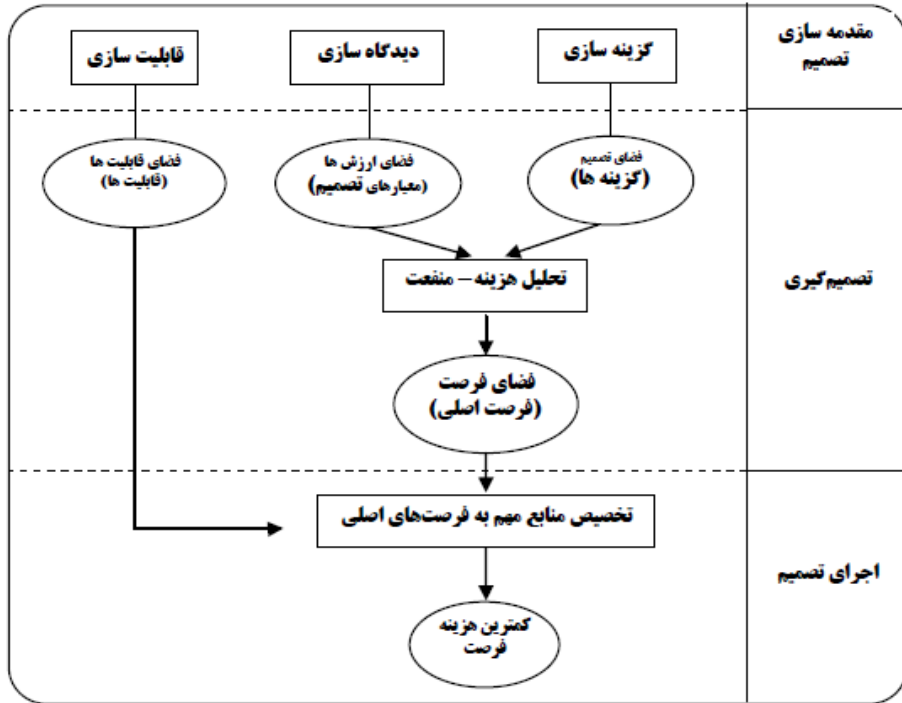 مقدمه سازی
تصمیم
گزینه سازی
دیدگاه سازی
قابلیت سازی
تصمیم‌گیری
فضای تصمیم
(گزینه ها)
فضای ارزش ها
(معیارهای تصمیم)
فضای قابلیت ها
(قابلیت ها)
تحلیل هزینه – منفعت
فضای فرصت
(فرصت اصلی)
اجرای تصمیم
تخصیص منابع مهم به فرصت‌های اصلی
کمترین هزینه
فرصت